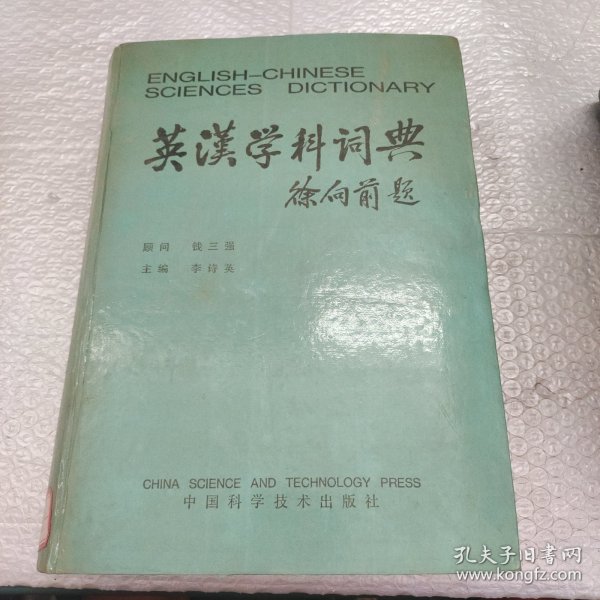 ENGLISH-CHINESE
SCIENCES DICTIONARY
英漢学科词典
徐向前题
顾问 钱三强
主编 李诗英
CHINA SCIENCE AND TECHNOLOGY PRESS
中国科学技术出版社
孔夫子旧书网
www.kongfz.com